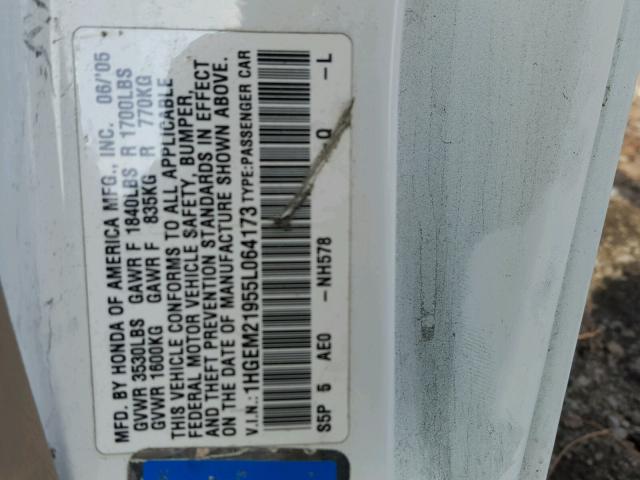 MFD. BY HONDA OF AMERICA MFG., INC. 06/'05
GVWR 3530LBS GAWR F 1840LBS R 1700LBS
GVWR 1600KG GAWR F 835KG R 770KG
THIS VEHICLE CONFORMS TO ALL APPLICABLE
FEDERAL MOTOR VEHICLE SAFETY, BUMPER,
AND THEFT PREVENTION STANDARDS IN EFFECT
ON THE DATE OF MANUFACTURE SHOWN ABOVE.
V.I.N.: 1HGEM21955L064173 TYPE: PASSENGER CAR
S5P 5 AE0 -NH578 Q -L